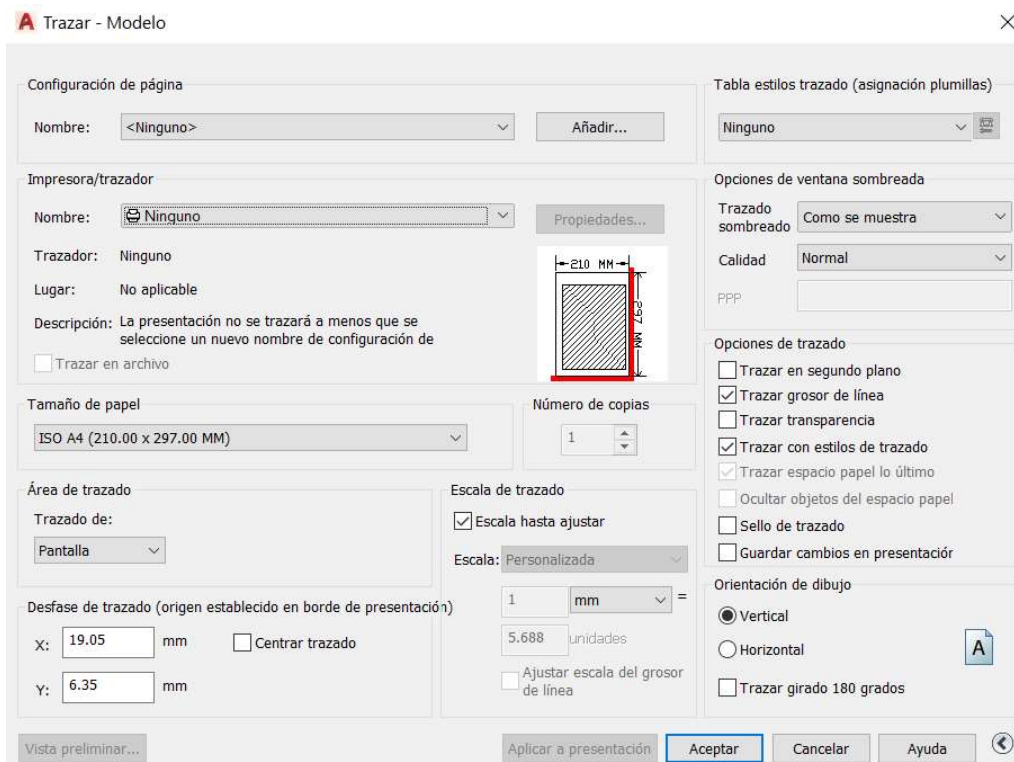 Trazar - Modelo
Configuración de página
Nombre: <Ninguno> Añadir...
Tabla estilos trazado (asignación plumillas)
Ninguno
Impresora/trazador
Nombre: Ninguno Propiedades...
Trazador: Ninguno
Lugar: No aplicable
Descripción: La presentación no se trazará a menos que se
seleccione un nuevo nombre de configuración de
Trazar en archivo
210 MM
297 MM
Opciones de ventana sombreada
Trazado
sombreado Como se muestra
Calidad Normal
PPP
Tamaño de papel
ISO A4 (210.00 x 297.00 MM)
Número de copias
1
Opciones de trazado
Trazar en segundo plano
Trazar grosor de línea
Trazar transparencia
Trazar con estilos de trazado
Trazar espacio papel lo último
Ocultar objetos del espacio papel
Sello de trazado
Guardar cambios en presentación
Área de trazado
Trazado de:
Pantalla
Escala de trazado
Escala hasta ajustar
Escala: Personalizada
1 mm =
5.688 unidades
Ajustar escala del grosor
de línea
Desfase de trazado (origen establecido en borde de presentación)
X: 19.05 mm Centrar trazado
Y: 6.35 mm
Orientación de dibujo
Vertical
Horizontal
A
Trazar girado 180 grados
Vista preliminar... Aplicar a presentación Aceptar Cancelar Ayuda